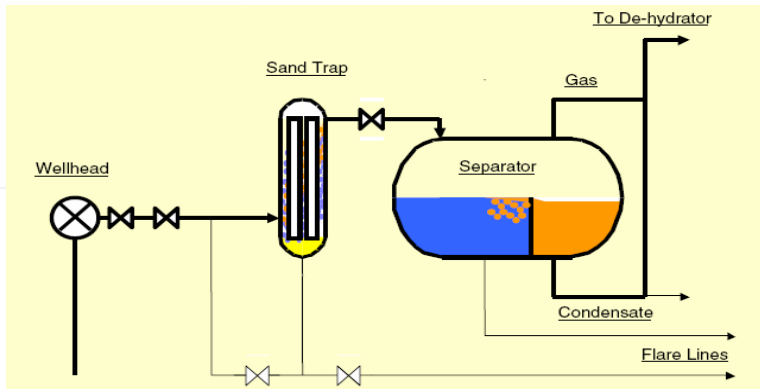 To De-hydrator
Sand Trap
Gas
Wellhead
Separator
Condensate
Flare Lines